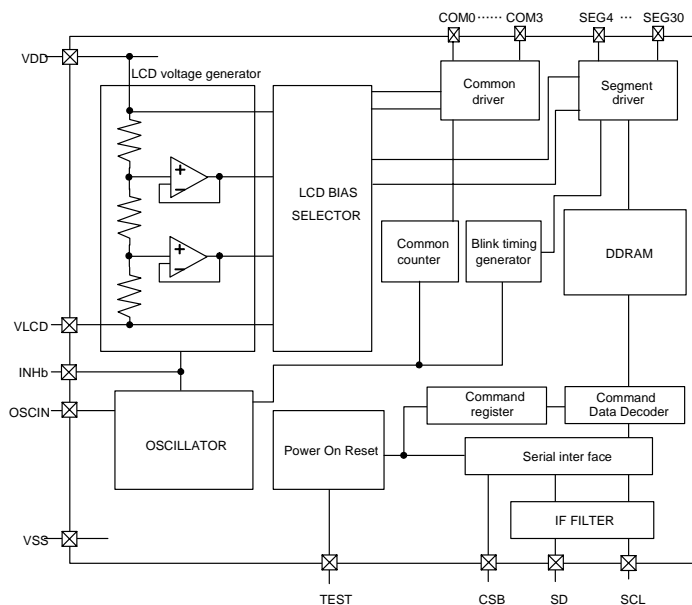 COM0 ...... COM3 SEG4 ... SEG30
VDD
LCD voltage generator
Common
driver
Segment
driver
+
−
LCD BIAS
SELECTOR
Common
counter
Blink timing
generator
DDRAM
+
−
VLCD
INHb
OSCIN
OSCILLATOR
Command
register
Command
Data Decoder
Power On Reset
Serial inter face
IF FILTER
VSS
TEST CSB SD SCL